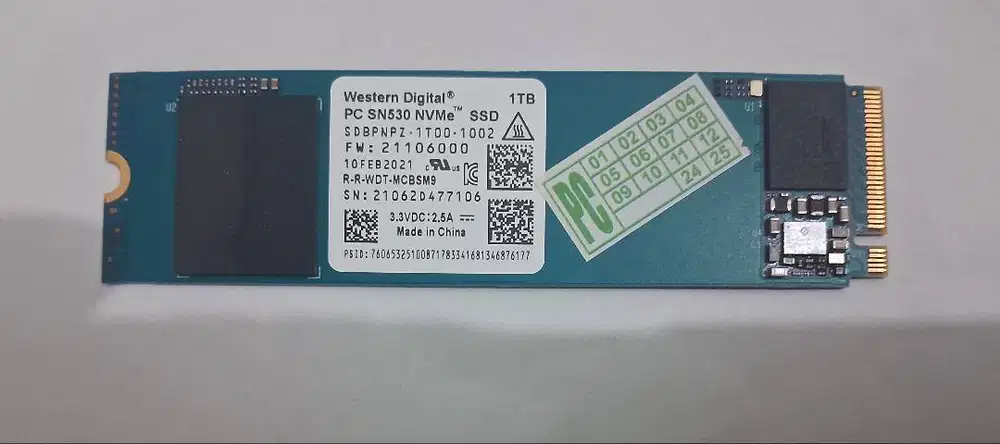 Western Digital® 1TB
PC SN530 NVMe™ SSD
SDBPNPZ-1T00-1002
FW: 21106000
10FEB2021
R-R-WDT-MCBSM9
SN: 21062D477106
3.3VDC: 2.5A
Made in China
PSID: 76065325100871783341681346876177
PC
01 02 03 04
05 06 07 08
09 10 11 12
24 25
U2
U1